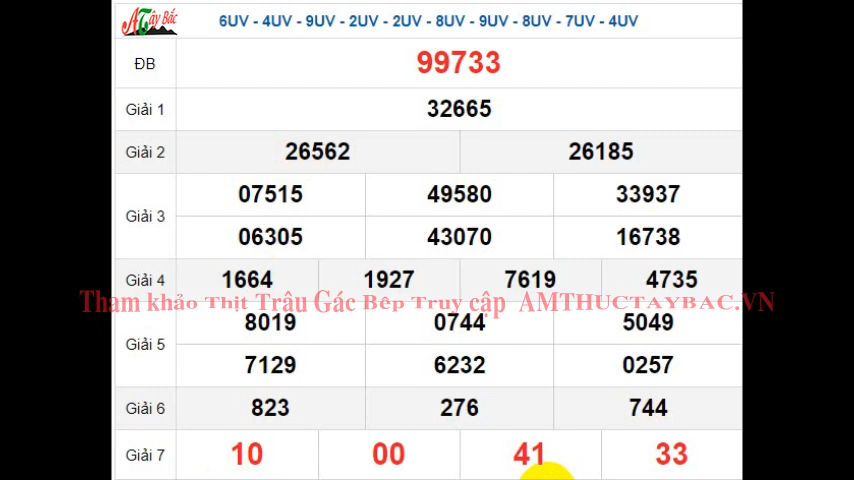 ATây Bắc
6UV - 4UV - 9UV - 2UV - 2UV - 8UV - 9UV - 8UV - 7UV - 4UV
ĐB 99733
Giải 1 32665
Giải 2 26562 26185
Giải 3 07515 49580 33937
06305 43070 16738
Giải 4 1664 1927 7619 4735
Tham khảo Thịt Trâu Gác Bếp Truy cập AMTHUCTAYBAC.VN
Giải 5 8019 0744 5049
7129 6232 0257
Giải 6 823 276 744
Giải 7 10 00 41 33